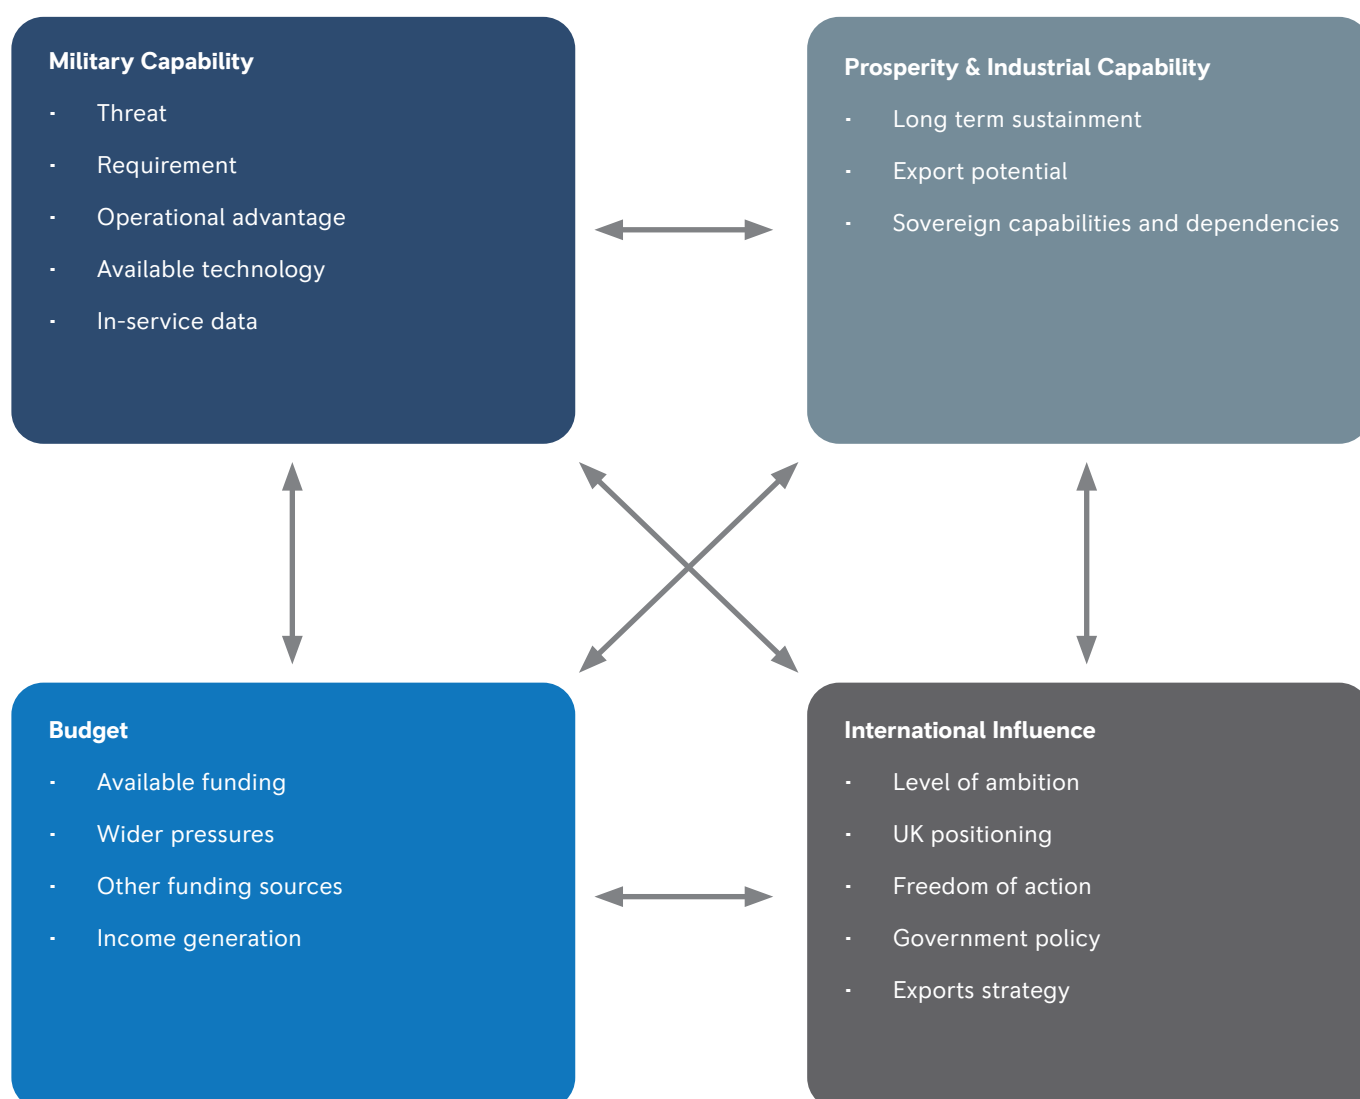 Military Capability
- Threat
- Requirement
- Operational advantage
- Available technology
- In-service data
Prosperity & Industrial Capability
- Long term sustainment
- Export potential
- Sovereign capabilities and dependencies
Budget
- Available funding
- Wider pressures
- Other funding sources
- Income generation
International Influence
- Level of ambition
- UK positioning
- Freedom of action
- Government policy
- Exports strategy